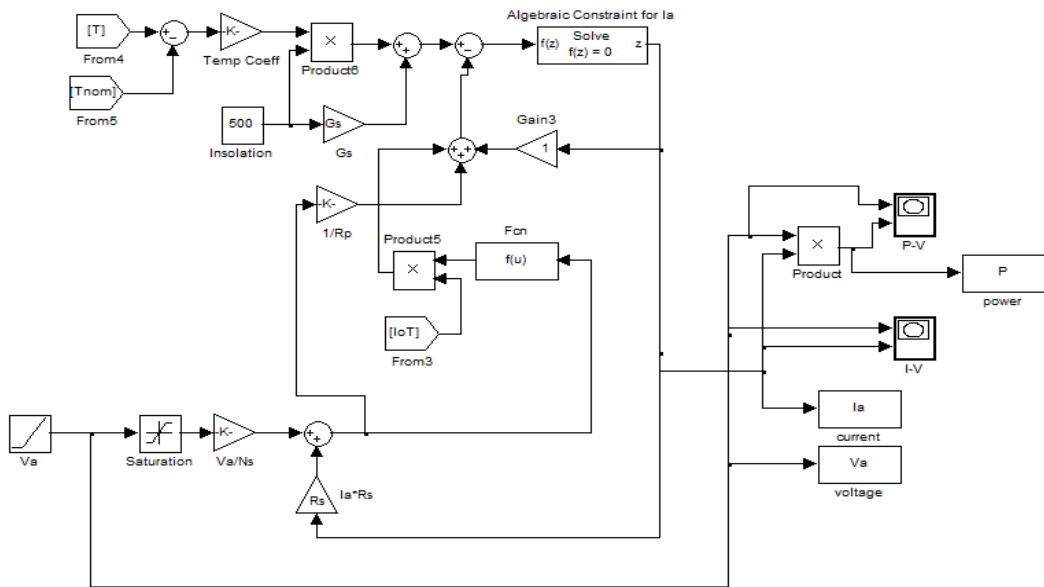 Algebraic Constraint for Ia
[T]
From4
-K-
Temp Coeff
×
Product6
f(z)
Solve
f(z) = 0
z
[Tnom]
From5
500
Insolation
Gs
Gs
Gain3
1
-K-
1/Rp
Product5
×
Fcn
f(u)
[IoT]
From3
P-V
×
Product
P
power
I-V
Ia
current
Va
voltage
Va
Saturation
-K-
Va/Ns
Rs
Ia*Rs